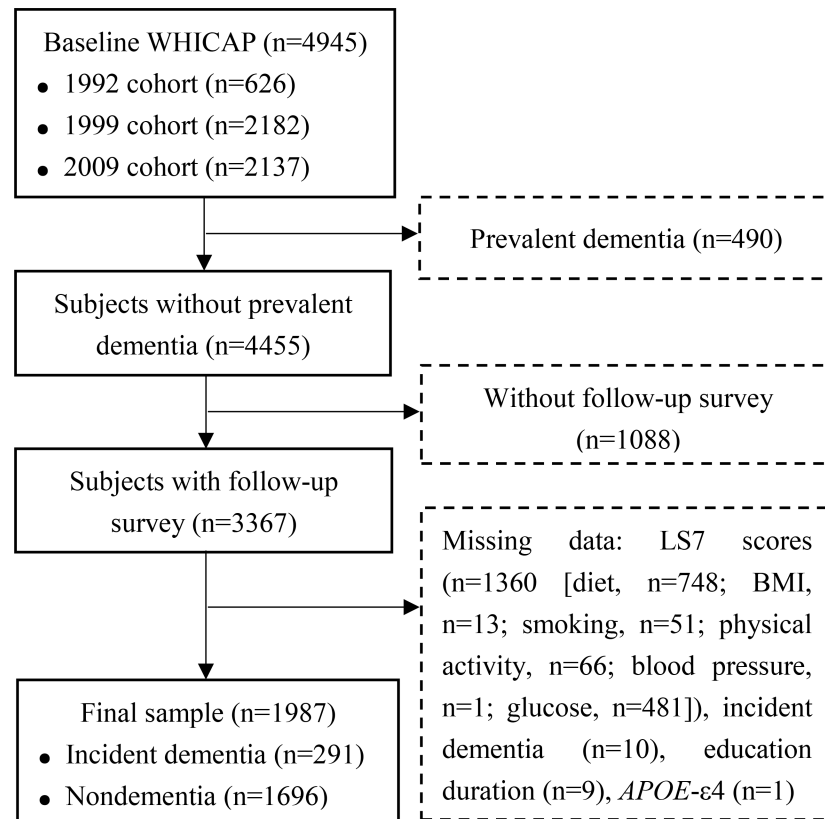 Baseline WHICAP (n=4945)
● 1992 cohort (n=626)
● 1999 cohort (n=2182)
● 2009 cohort (n=2137)
Prevalent dementia (n=490)
Subjects without prevalent
dementia (n=4455)
Without follow-up survey
(n=1088)
Subjects with follow-up
survey (n=3367)
Missing data: LS7 scores
(n=1360 [diet, n=748; BMI,
n=13; smoking, n=51; physical
activity, n=66; blood pressure,
n=1; glucose, n=481]), incident
dementia (n=10), education
duration (n=9), APOE-ε4 (n=1)
Final sample (n=1987)
● Incident dementia (n=291)
● Nondementia (n=1696)